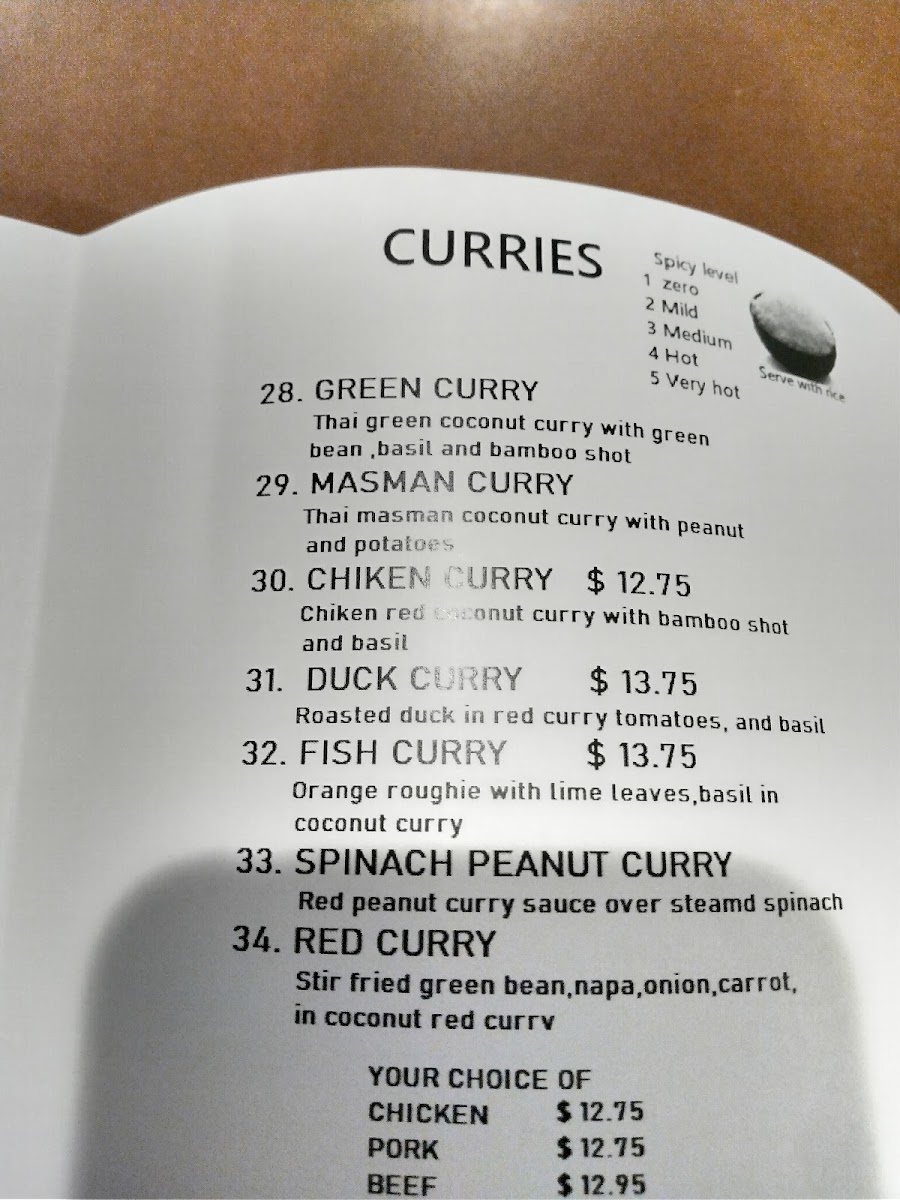 CURRIES
Spicy level
1 zero
2 Mild
3 Medium
4 Hot
5 Very hot
Serve with rice
28. GREEN CURRY
Thai green coconut curry with green
bean ,basil and bamboo shot
29. MASMAN CURRY
Thai masman coconut curry with peanut
and potatoes
30. CHIKEN CURRY $ 12.75
Chiken red coconut curry with bamboo shot
and basil
31. DUCK CURRY $ 13.75
Roasted duck in red curry tomatoes, and basil
32. FISH CURRY $ 13.75
Orange roughie with lime leaves,basil in
coconut curry
33. SPINACH PEANUT CURRY
Red peanut curry sauce over steamd spinach
34. RED CURRY
Stir fried green bean,napa,onion,carrot,
in coconut red curry
YOUR CHOICE OF
CHICKEN $ 12.75
PORK $ 12.75
BEEF $ 12.95